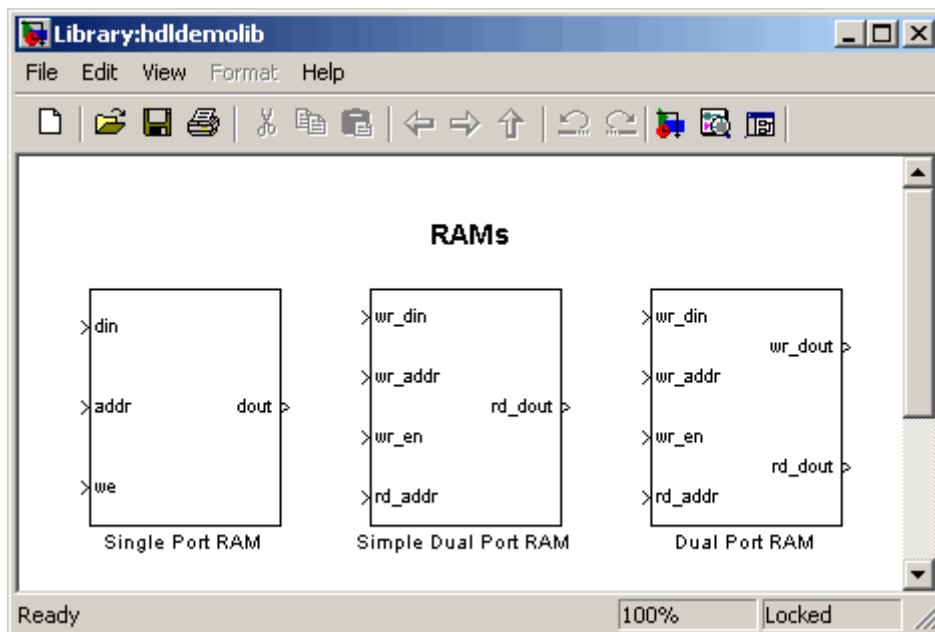 Library:hdldemolib
File Edit View Format Help
RAMs
din
addr
we
dout
Single Port RAM
wr_din
wr_addr
wr_en
rd_addr
rd_dout
Simple Dual Port RAM
wr_din
wr_addr
wr_en
rd_addr
wr_dout
rd_dout
Dual Port RAM
Ready 100% Locked